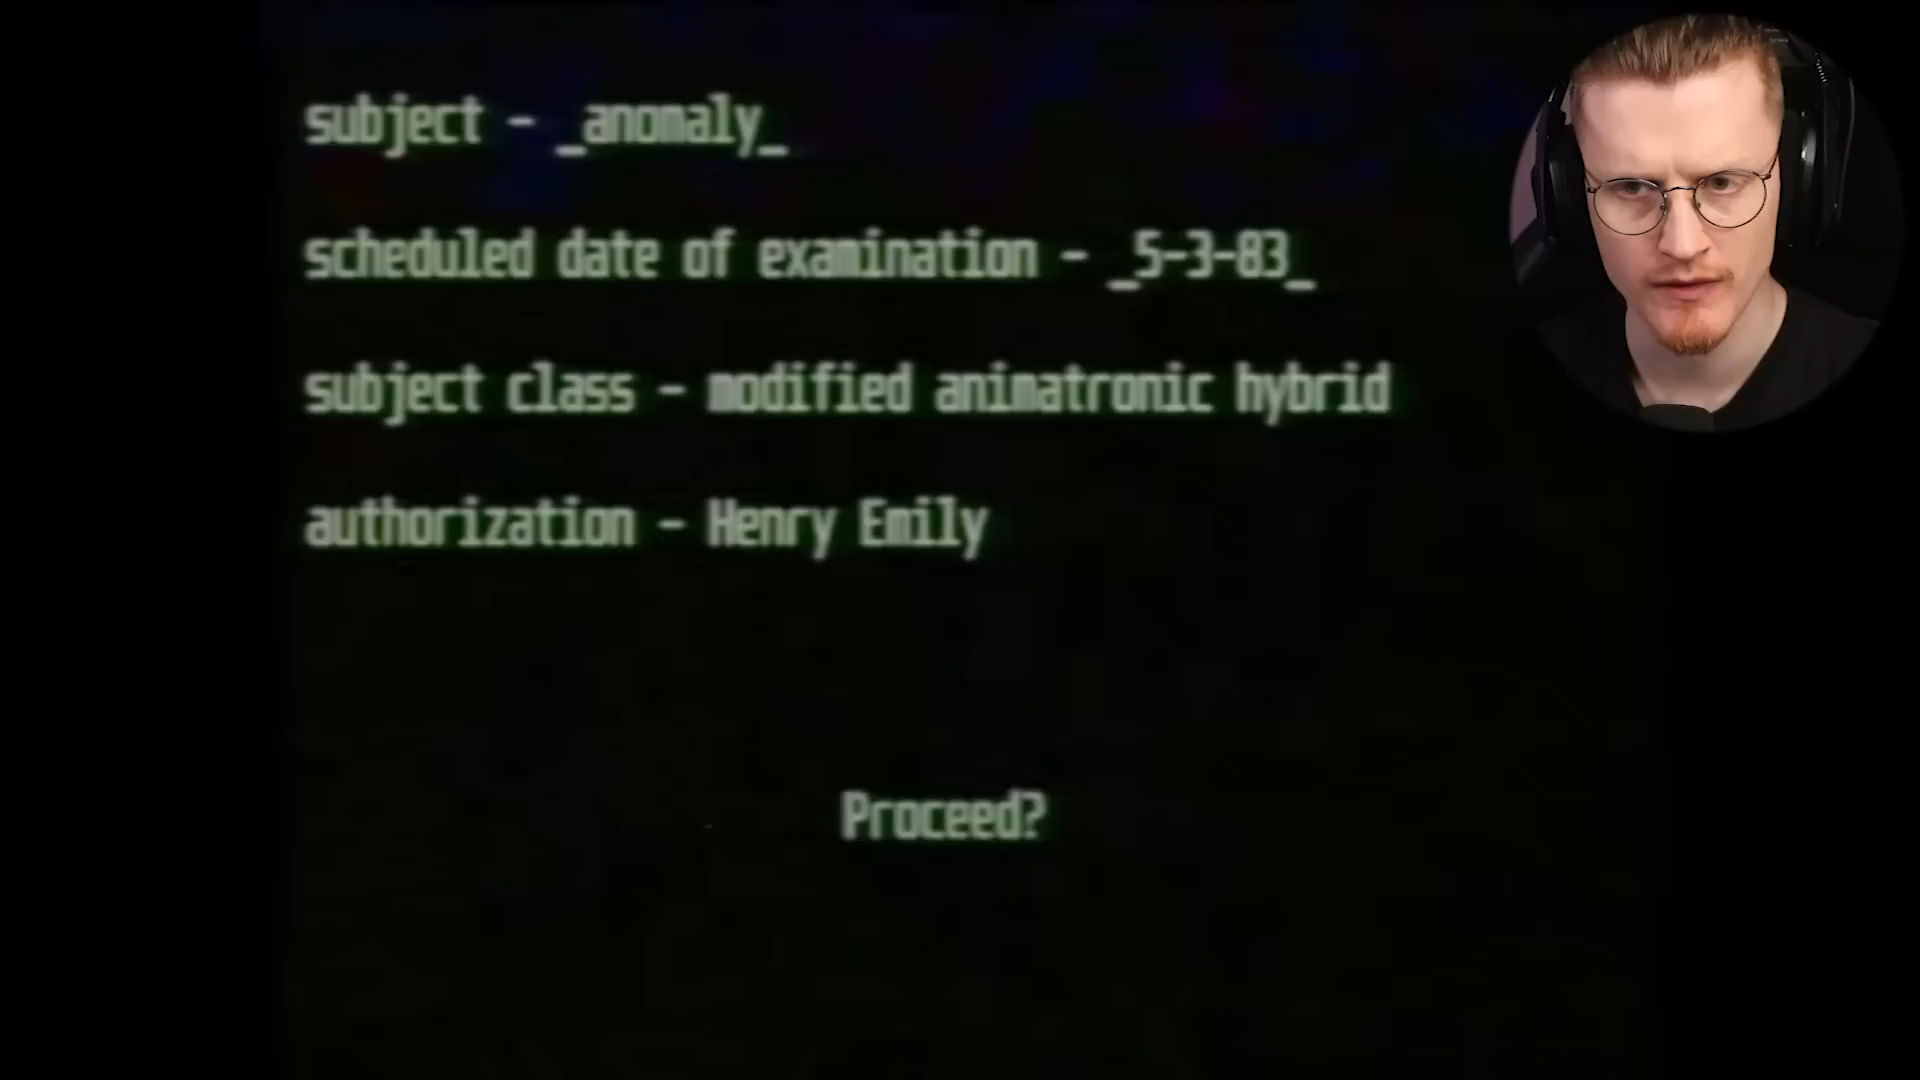 subject - _anomaly_
scheduled date of examination - _5-3-83_
subject class - modified animatronic hybrid
authorization - Henry Emily
Proceed?